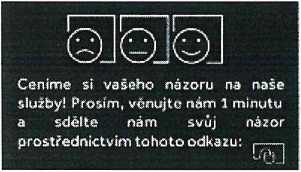 Ceníme si vašeho názoru na naše
služby! Prosím, věnujte nám 1 minutu
a sdělte nám svůj názor
prostřednictvím tohoto odkazu: